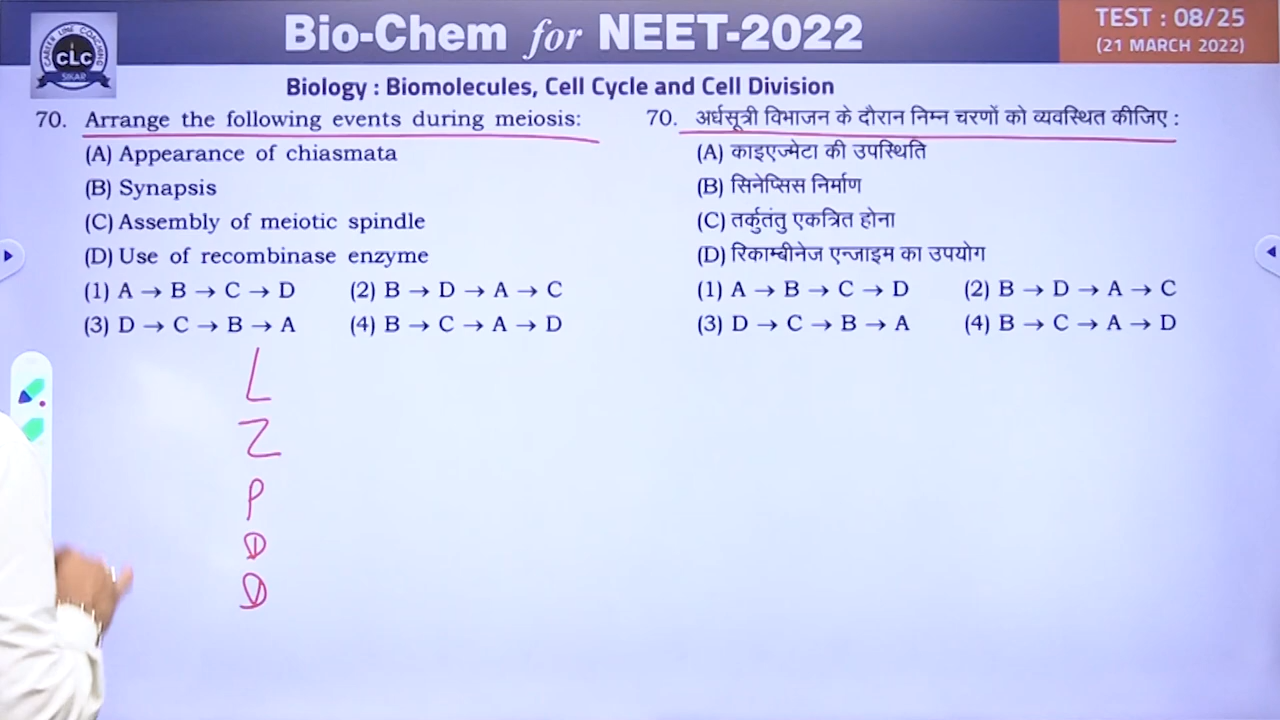 CAREER LINE COACHING
CLC
SIKAR
Bio-Chem for NEET-2022
TEST : 08/25
(21 MARCH 2022)
Biology : Biomolecules, Cell Cycle and Cell Division
70. Arrange the following events during meiosis:
(A) Appearance of chiasmata
(B) Synapsis
(C) Assembly of meiotic spindle
(D) Use of recombinase enzyme
(1) A → B → C → D (2) B → D → A → C
(3) D → C → B → A (4) B → C → A → D
70. अर्धसूत्री विभाजन के दौरान निम्न चरणों को व्यवस्थित कीजिए :
(A) काइएज्मेटा की उपस्थिति
(B) सिनेप्सिस निर्माण
(C) तर्कुतंतु एकत्रित होना
(D) रिकाम्बीनेज एन्जाइम का उपयोग
(1) A → B → C → D (2) B → D → A → C
(3) D → C → B → A (4) B → C → A → D
L
Z
P
D
D